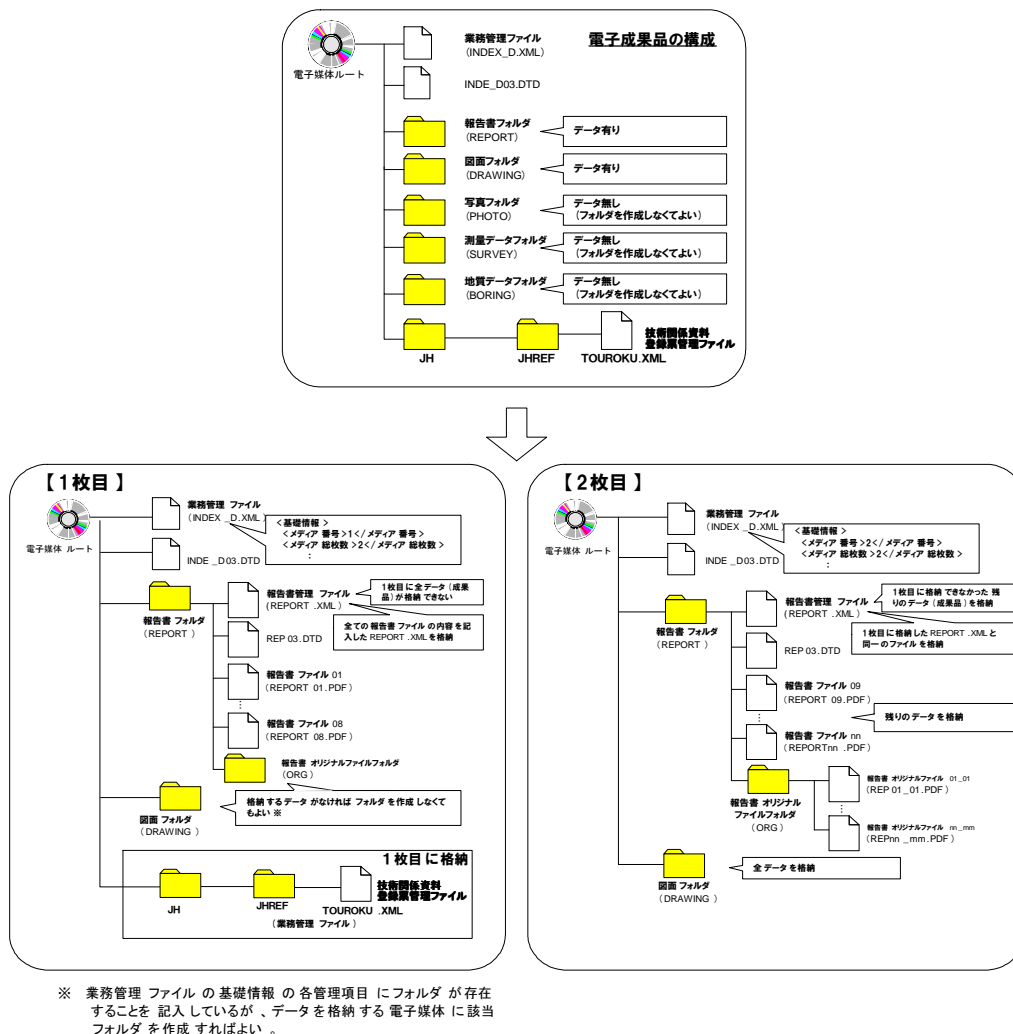 電子成果品の構成
電子媒体ルート
業務管理ファイル
(INDEX_D.XML)
INDE_D03.DTD
報告書フォルダ
(REPORT)
データ有り
図面フォルダ
(DRAWING)
データ有り
写真フォルダ
(PHOTO)
データ無し
(フォルダを作成しなくてよい)
測量データフォルダ
(SURVEY)
データ無し
(フォルダを作成しなくてよい)
地質データフォルダ
(BORING)
データ無し
(フォルダを作成しなくてよい)
JH
JHREF
技術関係資料
登録票管理ファイル
TOUROKU.XML
【1枚目】
電子媒体 ルート
業務管理 ファイル
(INDEX _D.XML)
<基礎情報 >
<メディア 番号>1</メディア 番号>
<メディア 総枚数>2</メディア 総枚数>
:
INDE _D03.DTD
報告書 フォルダ
(REPORT )
報告書管理 ファイル
(REPORT .XML)
1枚目に全データ(成果
品)が格納 できない
全ての報告書 ファイル の内容を記
入した REPORT .XMLを格納
REP 03.DTD
報告書 ファイル 01
(REPORT 01.PDF)
⋮
報告書 ファイル 08
(REPORT 08.PDF)
報告書 オリジナルファイルフォルダ
(ORG)
図面 フォルダ
(DRAWING )
格納 するデータ がなければ フォルダ を作成 しなくて
もよい ※
1枚目に格納
JH
JHREF
技術関係資料
登録票管理ファイル
TOUROKU .XML
(業務管理 ファイル )
【2枚目】
電子媒体 ルート
業務管理 ファイル
(INDEX _D.XML)
<基礎情報 >
<メディア 番号>2</メディア 番号>
<メディア 総枚数>2</メディア 総枚数>
:
INDE _D03.DTD
報告書 フォルダ
(REPORT )
報告書管理 ファイル
(REPORT .XML)
1枚目に格納 できなかった 残
りのデータ(成果品)を格納
1枚目に格納した REPORT .XMLと
同一のファイルを格納
REP 03.DTD
報告書 ファイル 09
(REPORT 09.PDF)
⋮
残りのデータ を格納
報告書 ファイル nn
(REPORTnn .PDF)
報告書 オリジナル
ファイルフォルダ
(ORG )
報告書 オリジナルファイル 01_01
(REP 01_01.PDF)
⋮
報告書 オリジナルファイル nn _mm
(REPnn _mm.PDF)
図面 フォルダ
(DRAWING )
全データ を格納
※ 業務管理 ファイル の 基礎情報 の 各管理項目 にフォルダ が存在
することを 記入 しているが 、データ を格納 する 電子媒体 に該当
フォルダ を作成 すればよい 。